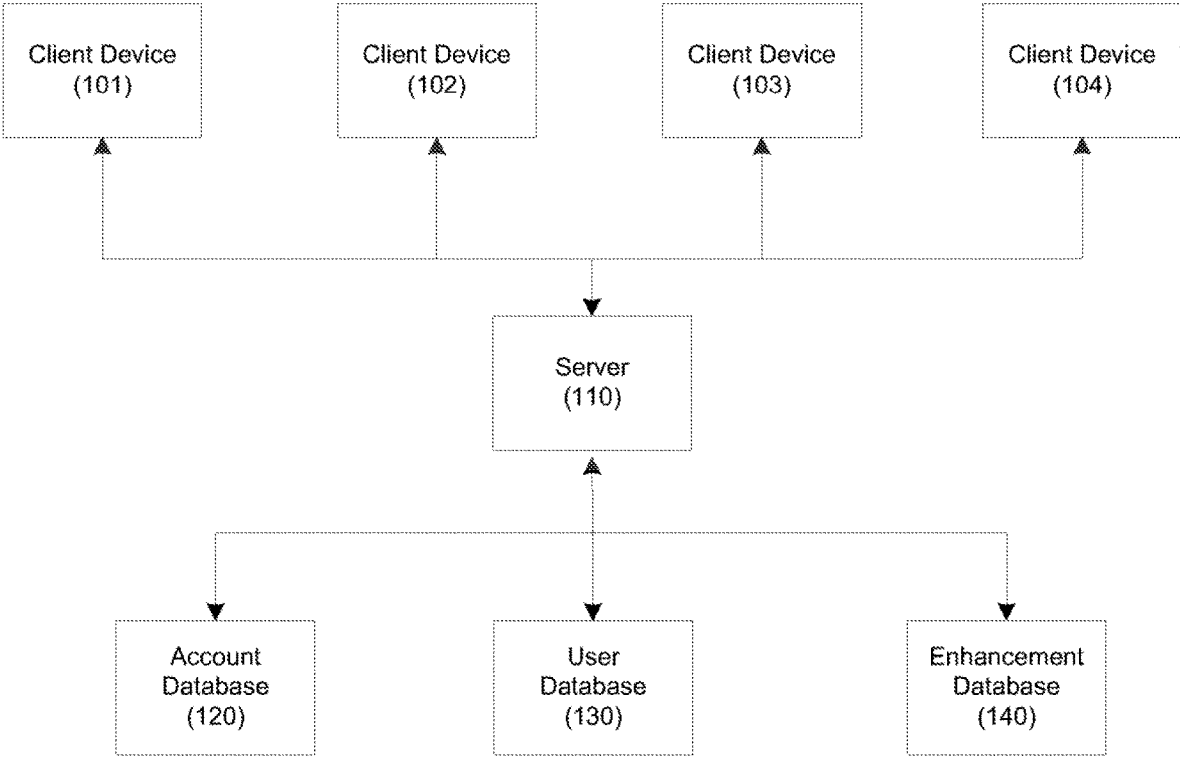 Client Device
(101)
Client Device
(102)
Client Device
(103)
Client Device
(104)
Server
(110)
Account
Database
(120)
User
Database
(130)
Enhancement
Database
(140)